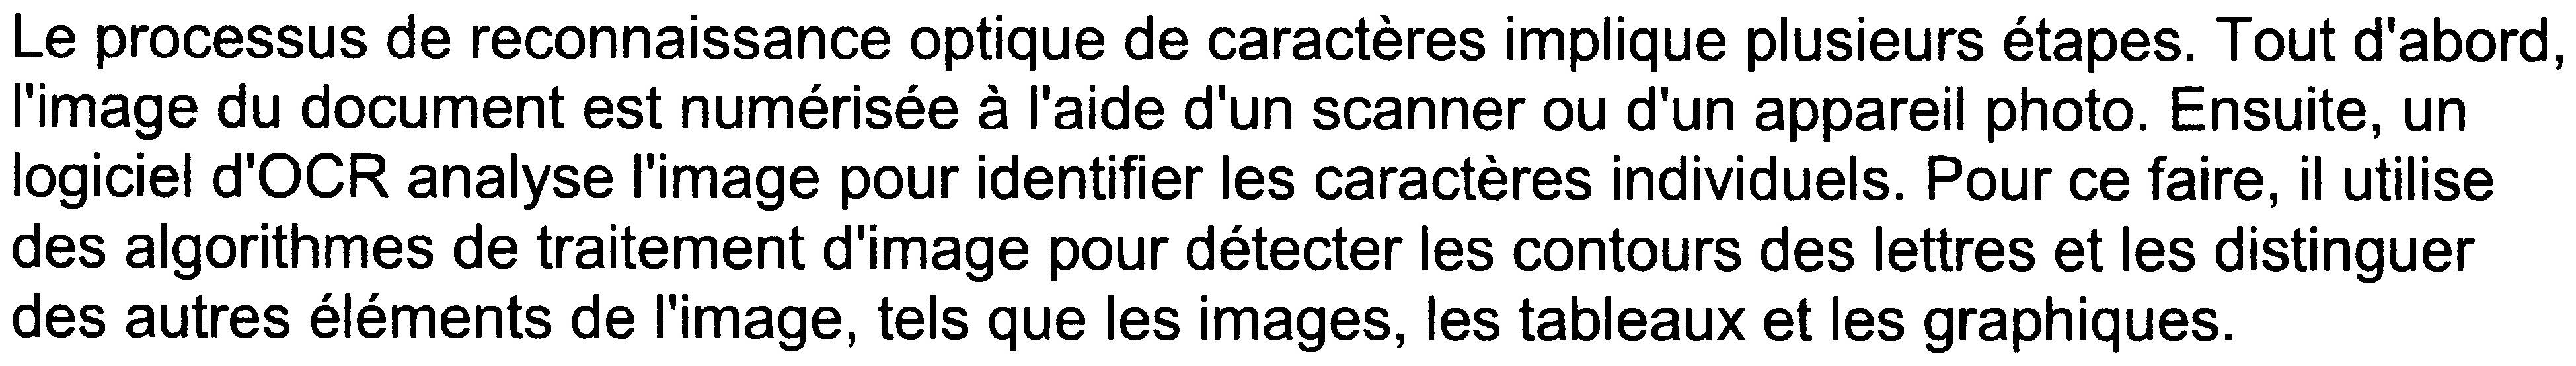 Le processus de reconnaissance optique de caractères implique plusieurs étapes. Tout d'abord,
l'image du document est numérisée à l'aide d'un scanner ou d'un appareil photo. Ensuite, un
logiciel d'OCR analyse l'image pour identifier les caractères individuels. Pour ce faire, il utilise
des algorithmes de traitement d'image pour détecter les contours des lettres et les distinguer
des autres éléments de l'image, tels que les images, les tableaux et les graphiques.